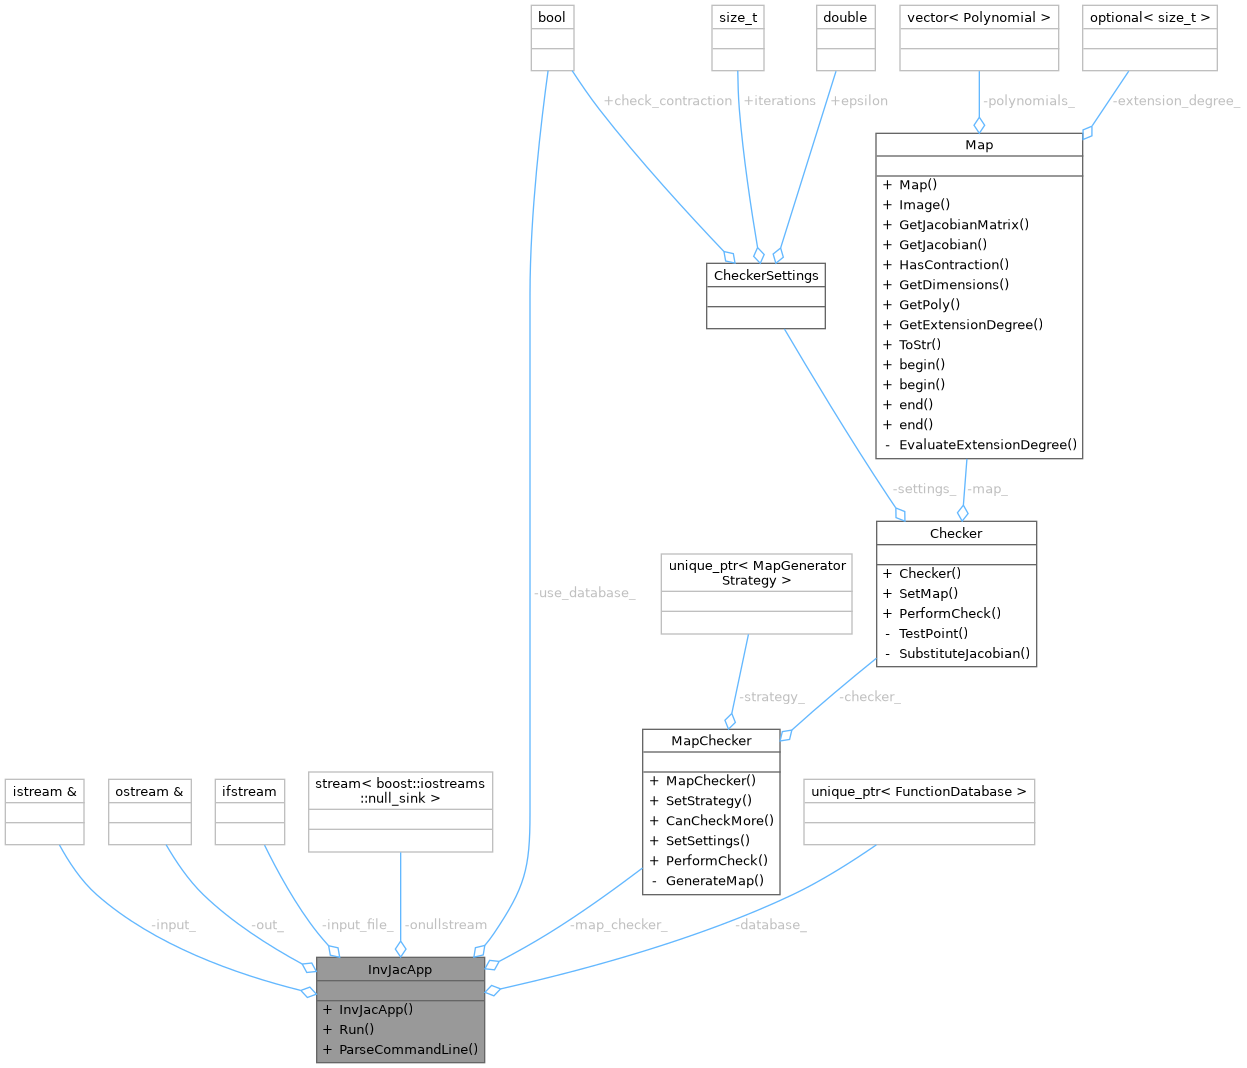 bool
size_t
double
vector< Polynomial >
optional< size_t >
+check_contraction
+iterations
+epsilon
-polynomials_
-extension_degree_
Map
+ Map()
+ Image()
+ GetJacobianMatrix()
+ GetJacobian()
+ HasContraction()
+ GetDimensions()
+ GetPoly()
+ GetExtensionDegree()
+ ToStr()
+ begin()
+ begin()
+ end()
+ end()
- EvaluateExtensionDegree()
CheckerSettings
-settings_
-map_
Checker
+ Checker()
+ SetMap()
+ PerformCheck()
- TestPoint()
- SubstituteJacobian()
unique_ptr< MapGenerator
Strategy >
-use_database_
-strategy_
-checker_
MapChecker
+ MapChecker()
+ SetStrategy()
+ CanCheckMore()
+ SetSettings()
+ PerformCheck()
- GenerateMap()
istream &
ostream &
ifstream
stream< boost::iostreams
::null_sink >
unique_ptr< FunctionDatabase >
-input_
-out_
-input_file_
-onullstream
-map_checker_
-database_
InvJacApp
+ InvJacApp()
+ Run()
+ ParseCommandLine()